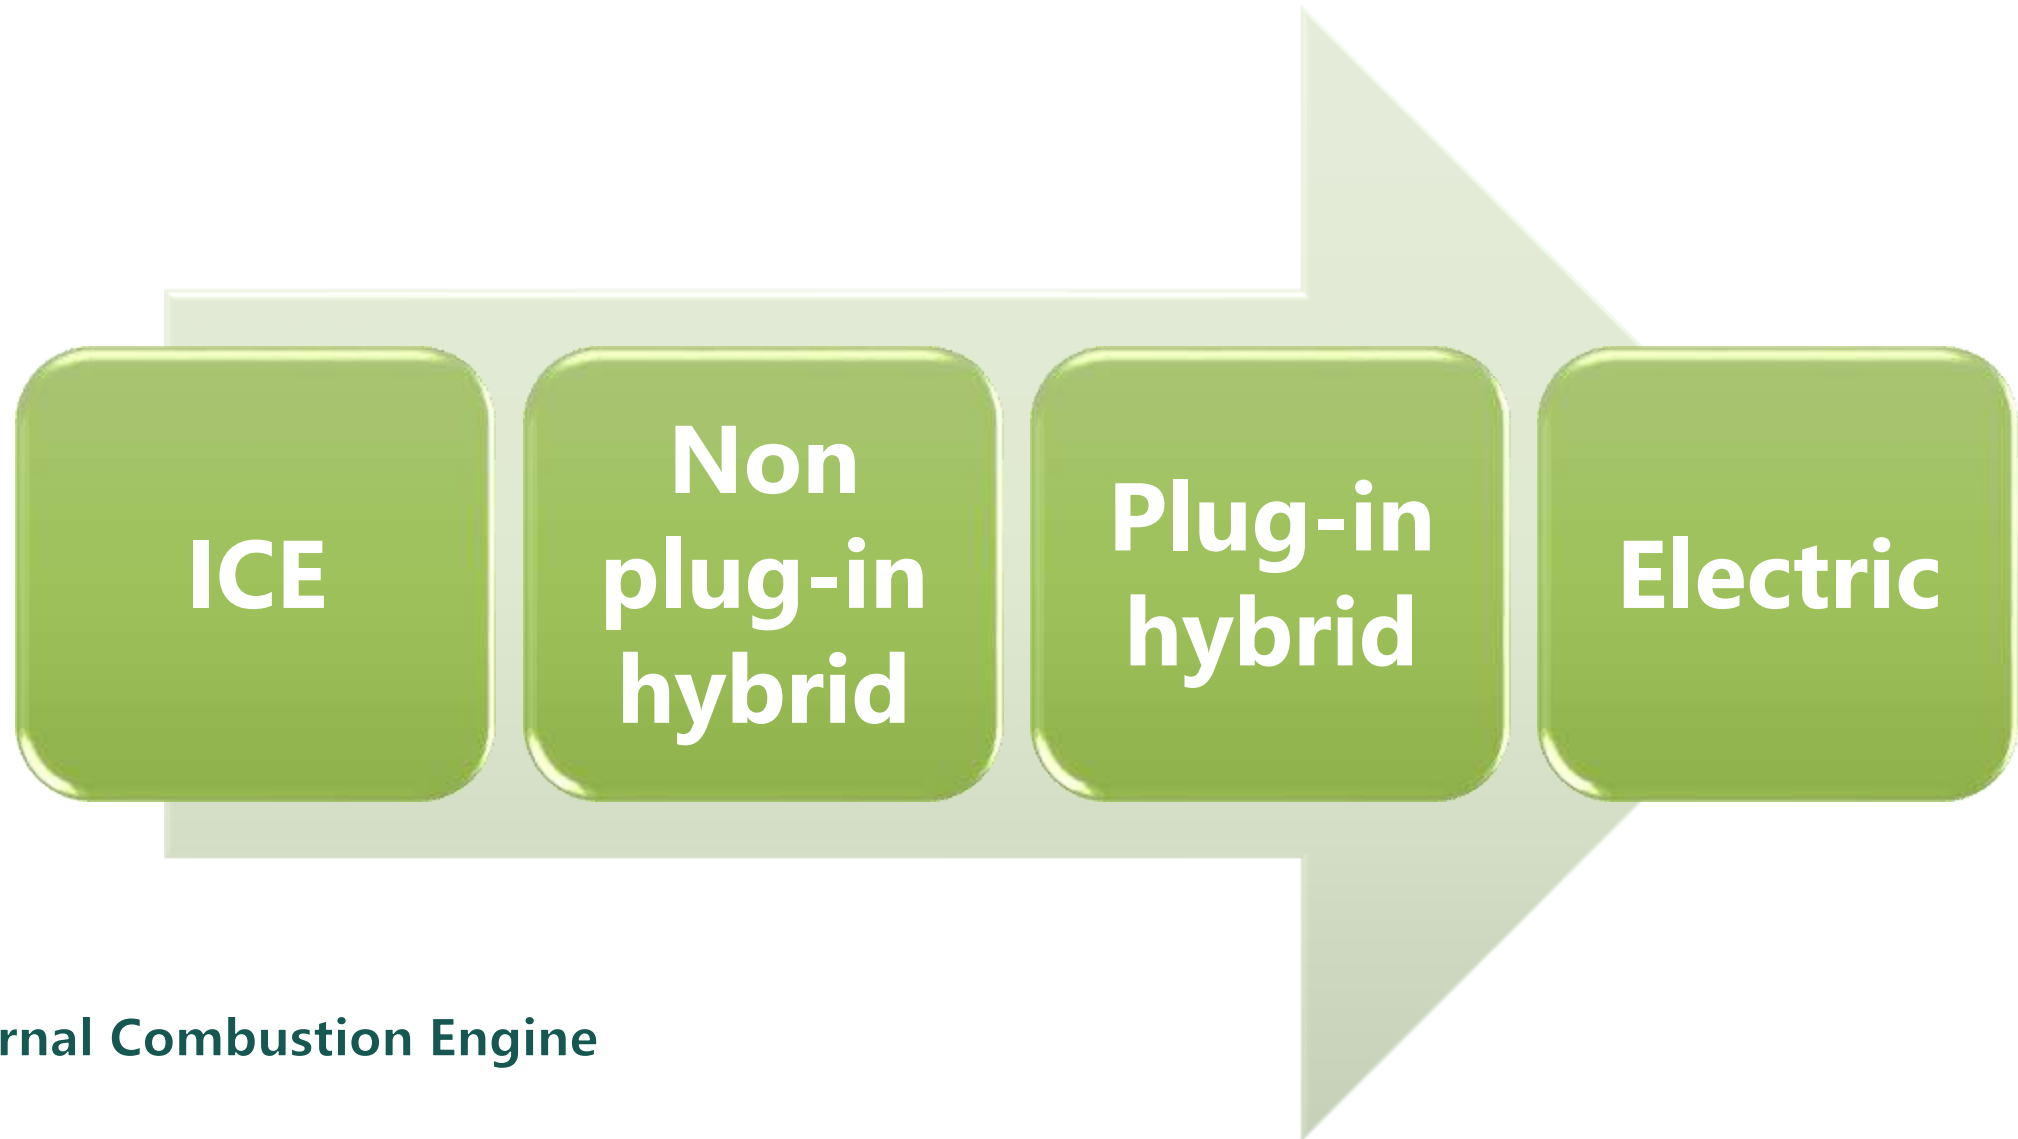 ICE
Non
plug-in
hybrid
Plug-in
hybrid
Electric
rnal Combustion Engine